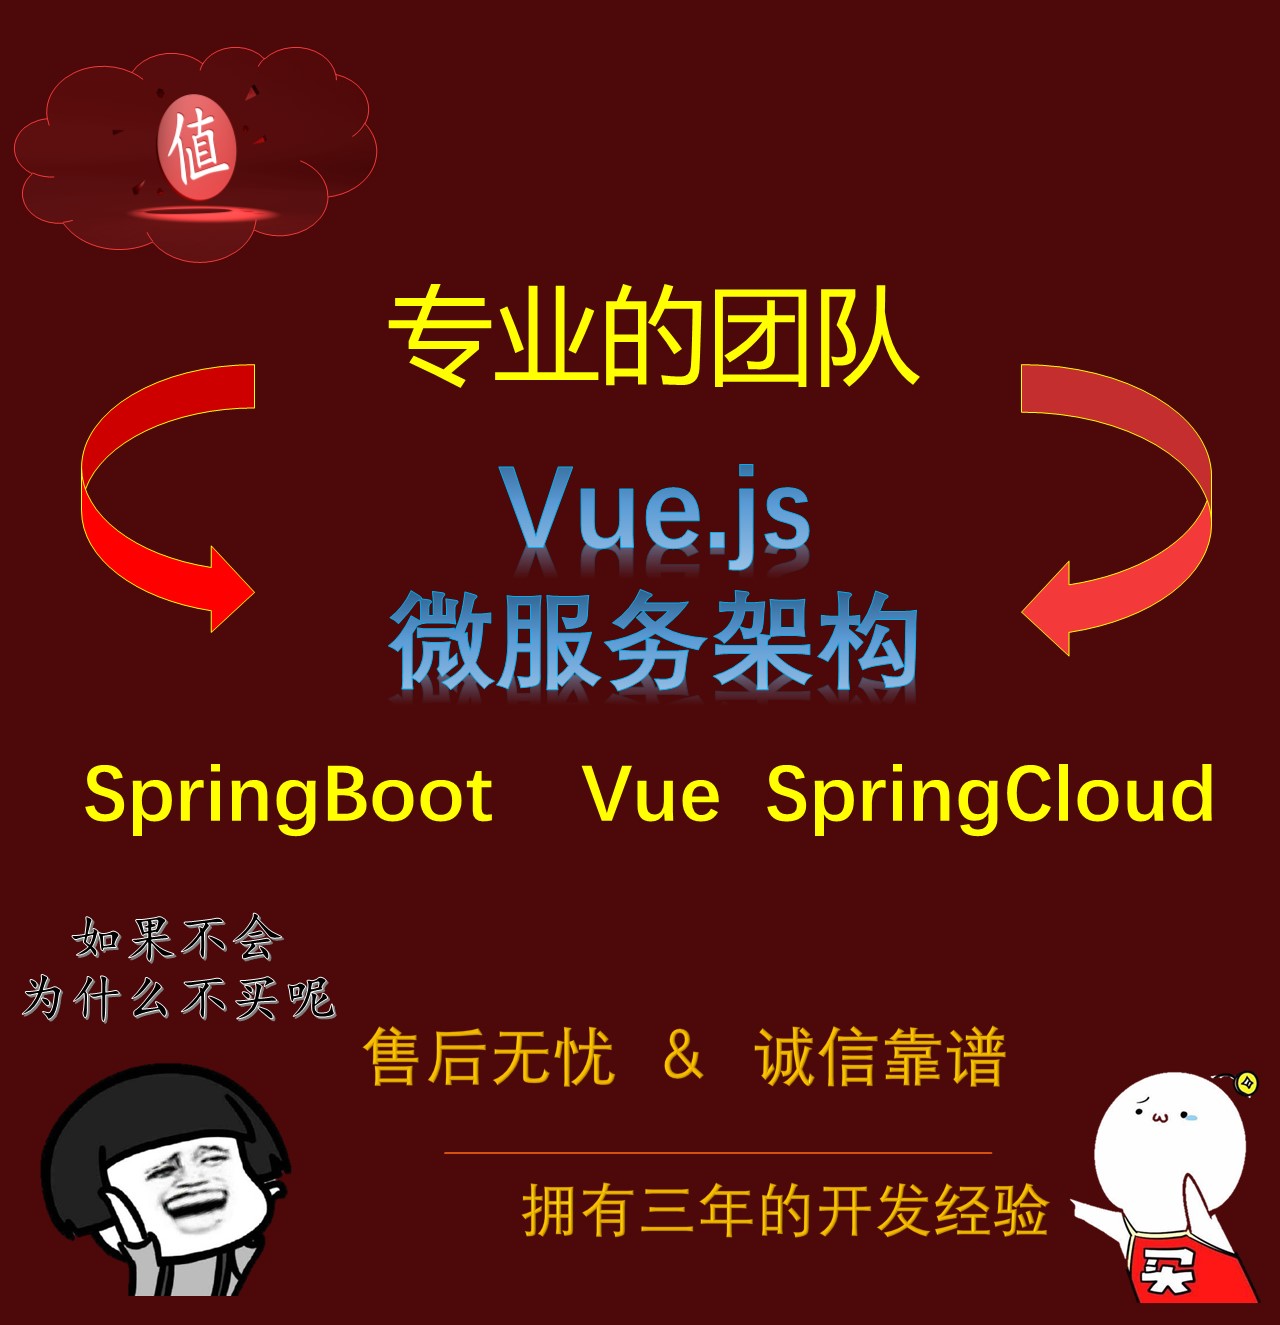 值
专业的团队
Vue.js
微服务架构
SpringBoot Vue SpringCloud
如果不会
为什么不买呢
售后无忧 & 诚信靠谱
拥有三年的开发经验
买